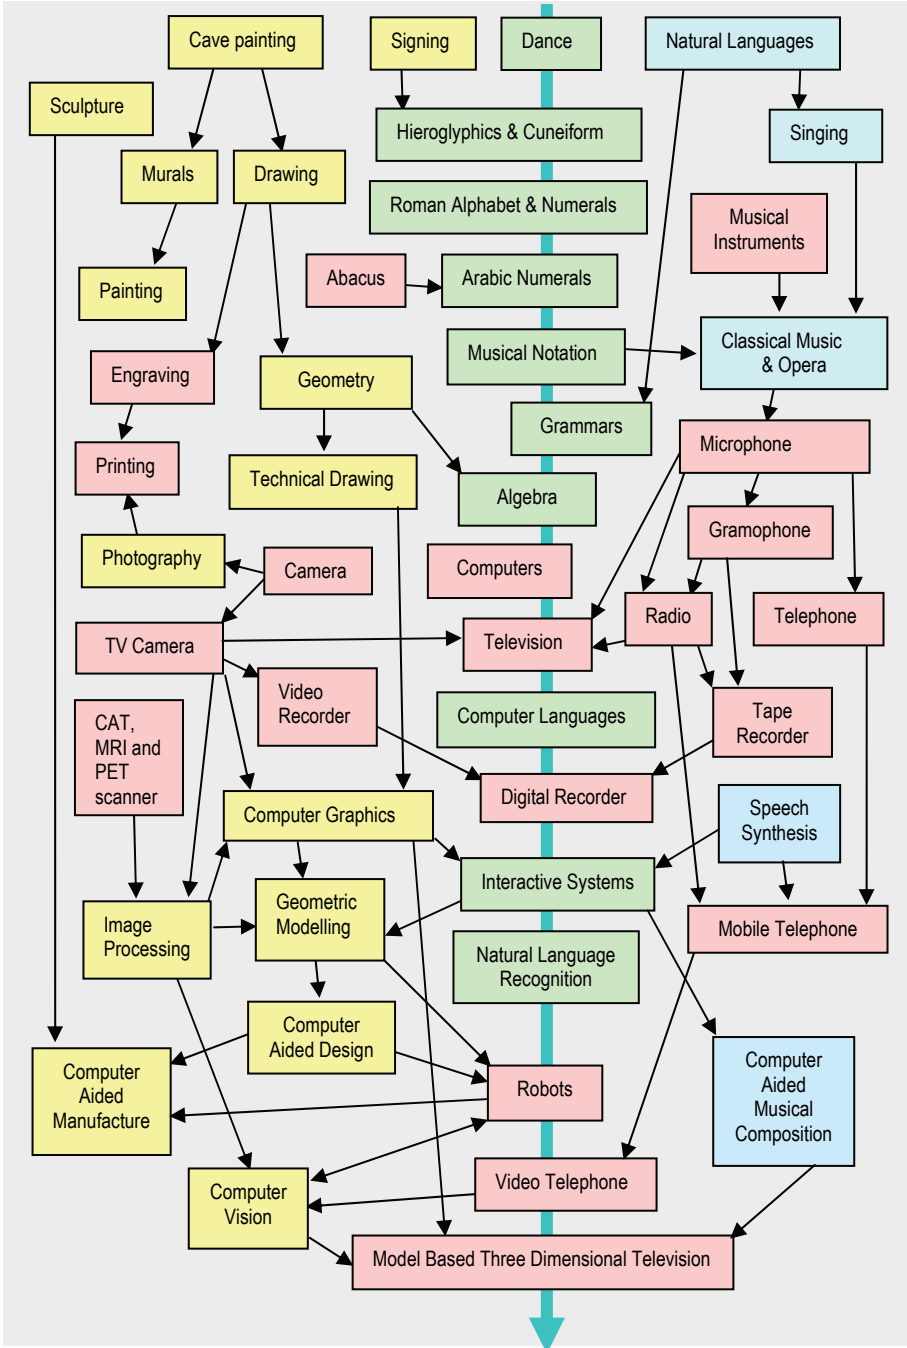 Cave painting
Signing
Dance
Natural Languages
Sculpture
Hieroglyphics & Cuneiform
Singing
Murals
Drawing
Roman Alphabet & Numerals
Musical
Instruments
Abacus
Arabic Numerals
Painting
Musical Notation
Classical Music
& Opera
Engraving
Geometry
Grammars
Microphone
Printing
Technical Drawing
Algebra
Gramophone
Photography
Camera
Computers
Radio
Telephone
TV Camera
Television
Video
Recorder
Computer Languages
Tape
Recorder
CAT,
MRI and
PET
scanner
Digital Recorder
Computer Graphics
Speech
Synthesis
Interactive Systems
Geometric
Modelling
Image
Processing
Mobile Telephone
Natural Language
Recognition
Computer
Aided Design
Computer
Aided
Manufacture
Robots
Computer
Aided
Musical
Composition
Video Telephone
Computer
Vision
Model Based Three Dimensional Television